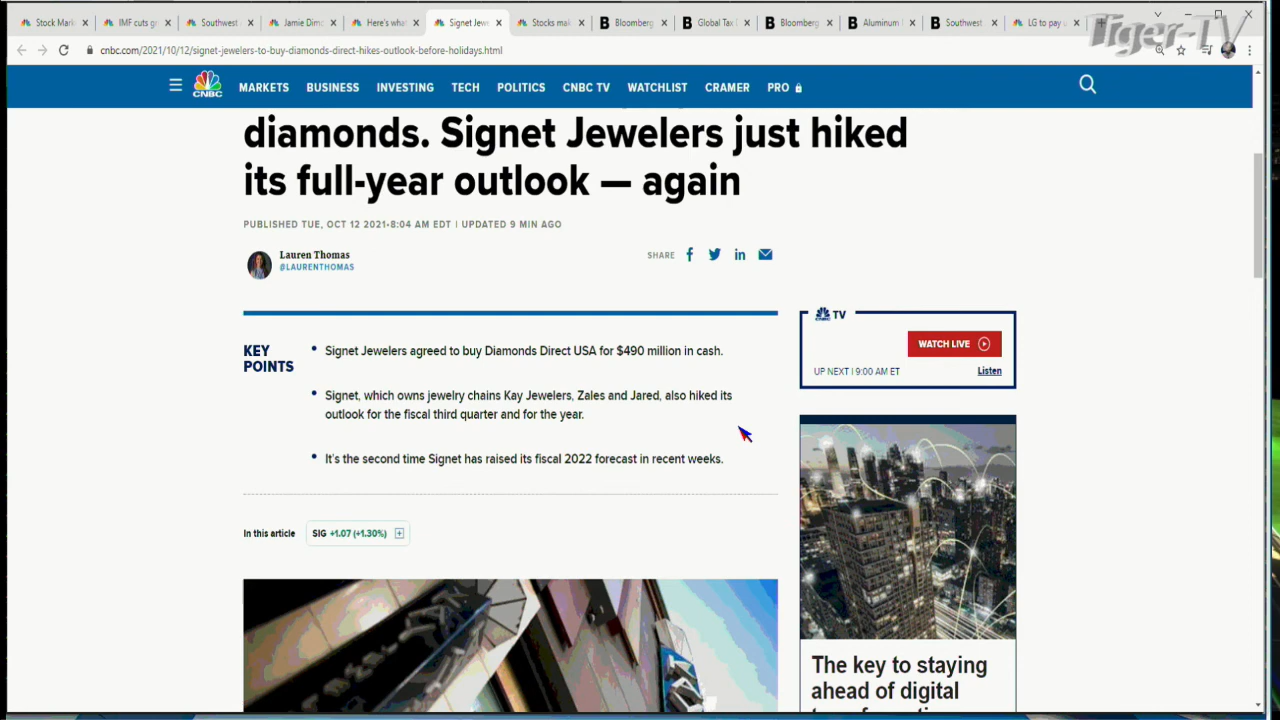 Stock Mark
IMF cuts g
Southwest
Jamie Dim
Here's wha
Signet Jewe
Stocks mak
Bloomberg
Global Tax
Bloomberg
Aluminum
Southwest
LG to pay u
Tiger-TV
cnbc.com/2021/10/12/signet-jewelers-to-buy-diamonds-direct-hikes-outlook-before-holidays.html
CNBC
MARKETS BUSINESS INVESTING TECH POLITICS CNBC TV WATCHLIST CRAMER PRO
diamonds. Signet Jewelers just hiked
its full-year outlook — again
PUBLISHED TUE, OCT 12 2021•8:04 AM EDT | UPDATED 9 MIN AGO
Lauren Thomas
@LAURENTHOMAS
SHARE
KEY
POINTS
• Signet Jewelers agreed to buy Diamonds Direct USA for $490 million in cash.
• Signet, which owns jewelry chains Kay Jewelers, Zales and Jared, also hiked its
outlook for the fiscal third quarter and for the year.
• It's the second time Signet has raised its fiscal 2022 forecast in recent weeks.
In this article
SIG +1.07 (+1.30%)
CNBC TV
WATCH LIVE
UP NEXT | 9:00 AM ET
Listen
The key to staying
ahead of digital